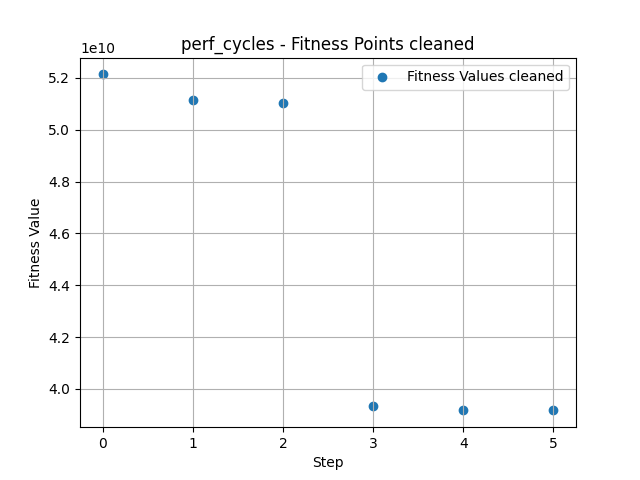 perf_cycles - Fitness Points cleaned
1e10
Fitness Values cleaned
5.2
5.0
4.8
4.6
4.4
4.2
4.0
Fitness Value
0 1 2 3 4 5
Step